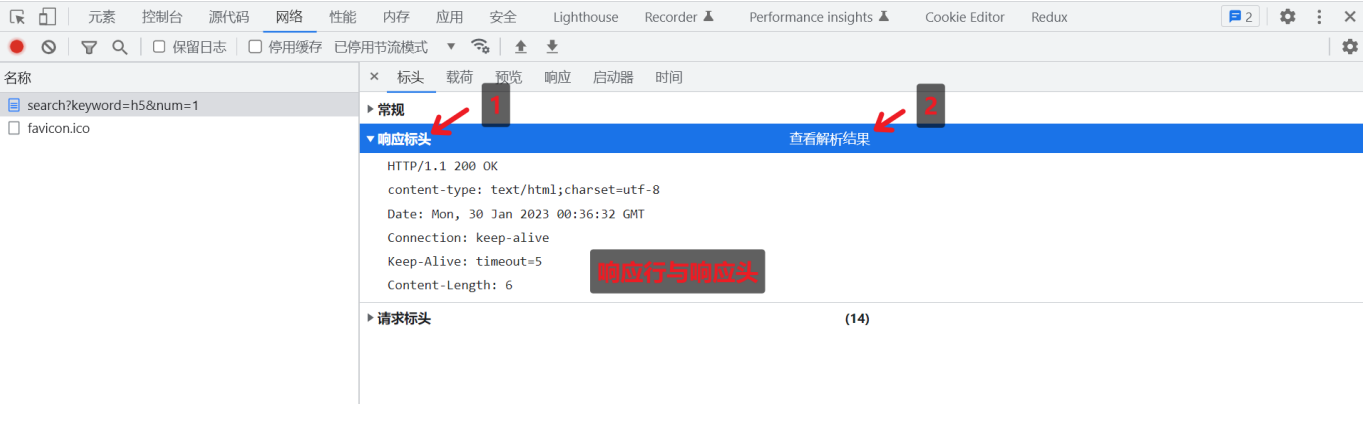 元素 控制台 源代码 网络 性能 内存 应用 安全 Lighthouse Recorder Performance insights Cookie Editor Redux 2
保留日志 停用缓存 已停用节流模式
名称
search?keyword=h5&num=1
favicon.ico
标头 载荷 预览 响应 启动器 时间
常规
1
2
响应标头 查看解析结果
HTTP/1.1 200 OK
content-type: text/html;charset=utf-8
Date: Mon, 30 Jan 2023 00:36:32 GMT
Connection: keep-alive
Keep-Alive: timeout=5
响应行与响应头
Content-Length: 6
请求标头 (14)